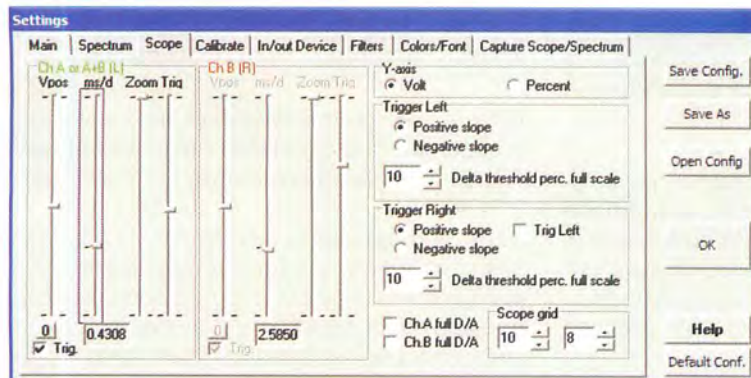 Settings
Main Spectrum Scope Calibrate In/out Device Filters Colors/Font Capture Scope/Spectrum
Ch A or A+B (L)
Vpos ms/d Zoom Trig
0 0.4308
Trig.
Ch B (R)
Vpos ms/d Zoom Trig
0 2.5850
Trig.
Y-axis
Volt Percent
Trigger Left
Positive slope
Negative slope
10 Delta threshold perc. full scale
Trigger Right
Positive slope Trig Left
Negative slope
10 Delta threshold perc. full scale
Ch.A full D/A
Ch.B full D/A
Scope grid
10 8
Save Config.
Save As
Open Config
OK
Help
Default Conf.